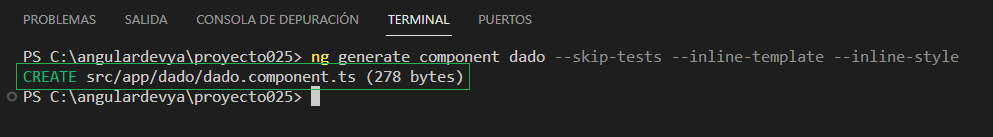 PROBLEMAS SALIDA CONSOLA DE DEPURACIÓN TERMINAL PUERTOS
PS C:\angulardevya\proyecto025> ng generate component dado --skip-tests --inline-template --inline-style
CREATE src/app/dado/dado.component.ts (278 bytes)
PS C:\angulardevya\proyecto025>